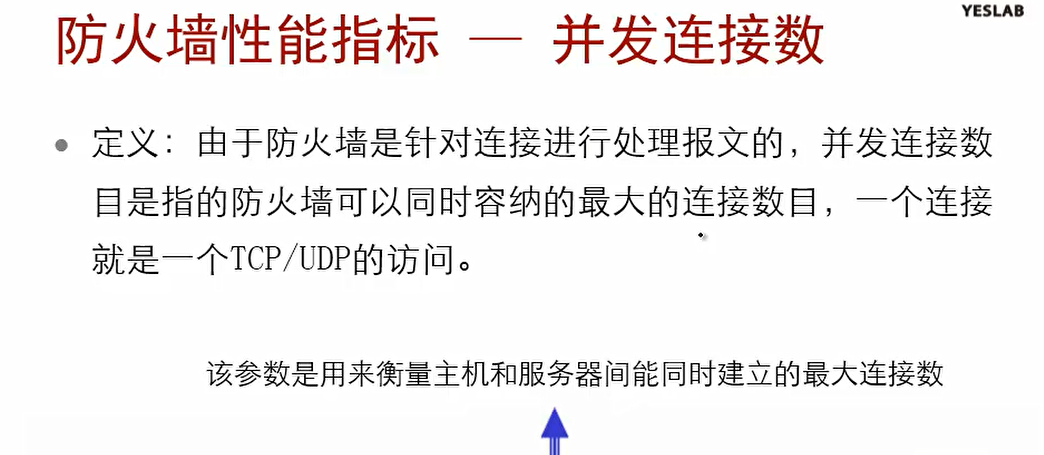 YESLAB
防火墙性能指标 — 并发连接数
定义：由于防火墙是针对连接进行处理报文的，并发连接数
目是指的防火墙可以同时容纳的最大的连接数目，一个连接
就是一个TCP/UDP的访问。
该参数是用来衡量主机和服务器间能同时建立的最大连接数